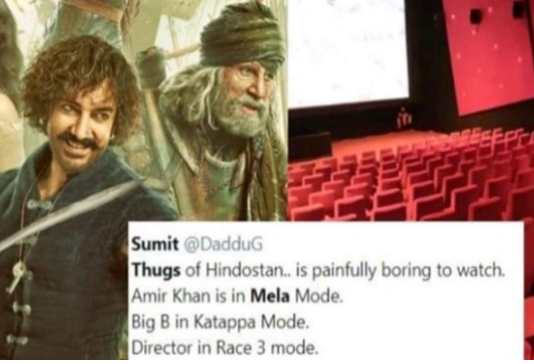 Sumit @DadduG
Thugs of Hindostan.. is painfully boring to watch.
Amir Khan is in Mela Mode.
Big B in Katappa Mode.
Director in Race 3 mode.